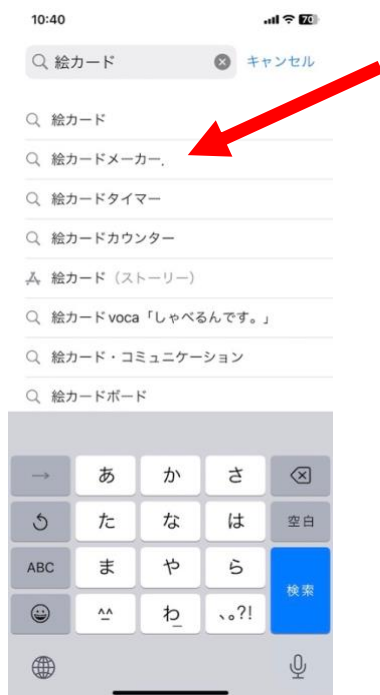 10:40
70
絵カード
キャンセル
絵カード
絵カードメーカー.
絵カードタイマー
絵カードカウンター
絵カード（ストーリー）
絵カード voca「しゃべるんです。」
絵カード・コミュニケーション
絵カードボード
→ あ か さ
た な は 空白
ABC ま や ら 検索
^^ わ_ 、。?!